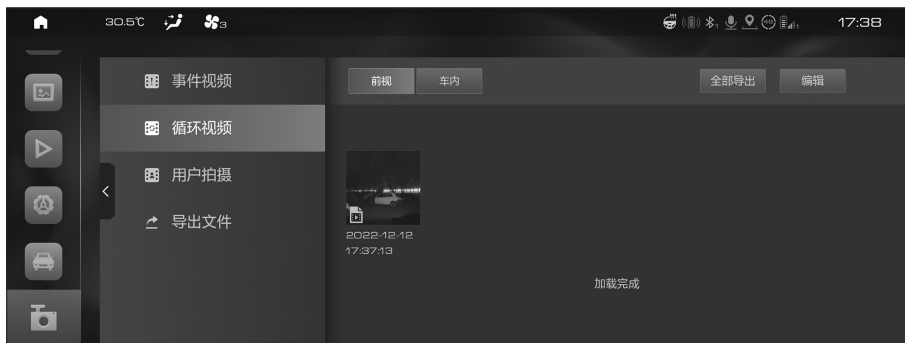 30.5℃
3
17:38
事件视频
前视
车内
全部导出
编辑
循环视频
用户拍摄
导出文件
2022-12-12
17:37:13
加载完成